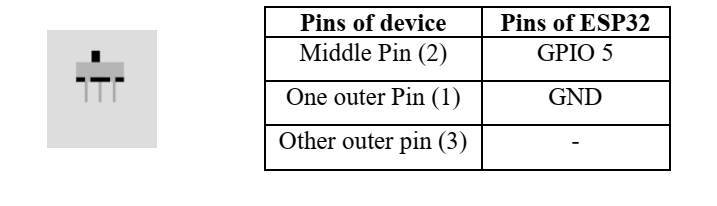 Pins of device Pins of ESP32
Middle Pin (2) GPIO 5
One outer Pin (1) GND
Other outer pin (3) -